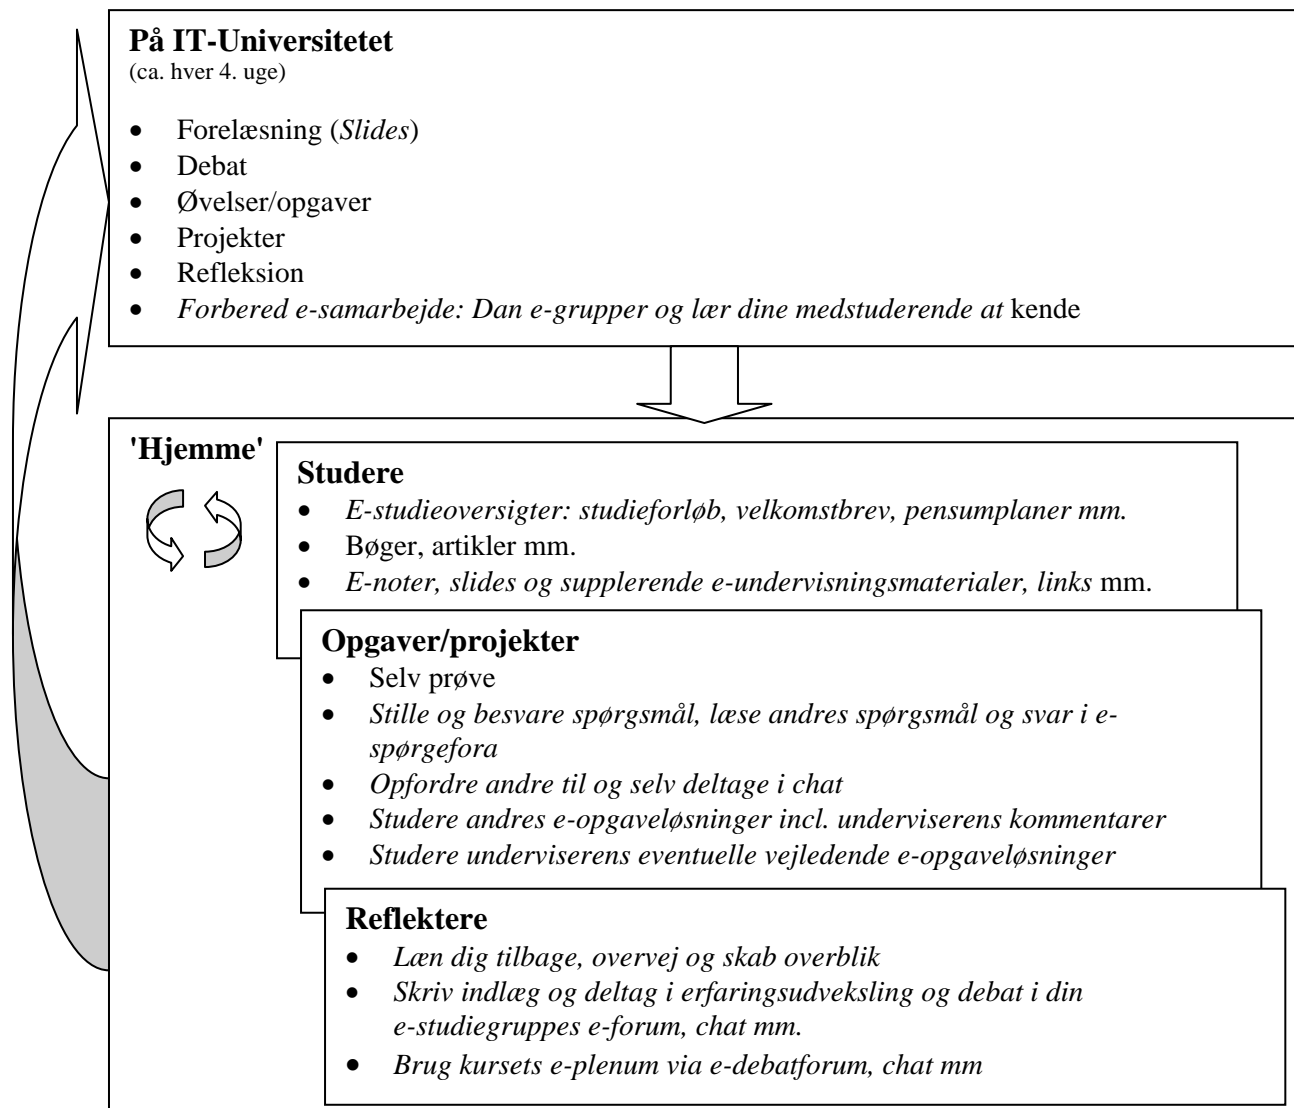 På IT-Universitetet
(ca. hver 4. uge)
• Forelæsning (Slides)
• Debat
• Øvelser/opgaver
• Projekter
• Refleksion
• Forbered e-samarbejde: Dan e-grupper og lær dine medstuderende at kende
'Hjemme'
Studere
• E-studieoversigter: studieforløb, velkomstbrev, pensumplaner mm.
• Bøger, artikler mm.
• E-noter, slides og supplerende e-undervisningsmaterialer, links mm.
Opgaver/projekter
• Selv prøve
• Stille og besvare spørgsmål, læse andres spørgsmål og svar i e-
spørgefora
• Opfordre andre til og selv deltage i chat
• Studere andres e-opgaveløsninger incl. underviserens kommentarer
• Studere underviserens eventuelle vejledende e-opgaveløsninger
Reflektere
• Læn dig tilbage, overvej og skab overblik
• Skriv indlæg og deltag i erfaringsudveksling og debat i din
e-studiegruppes e-forum, chat mm.
• Brug kursets e-plenum via e-debatforum, chat mm